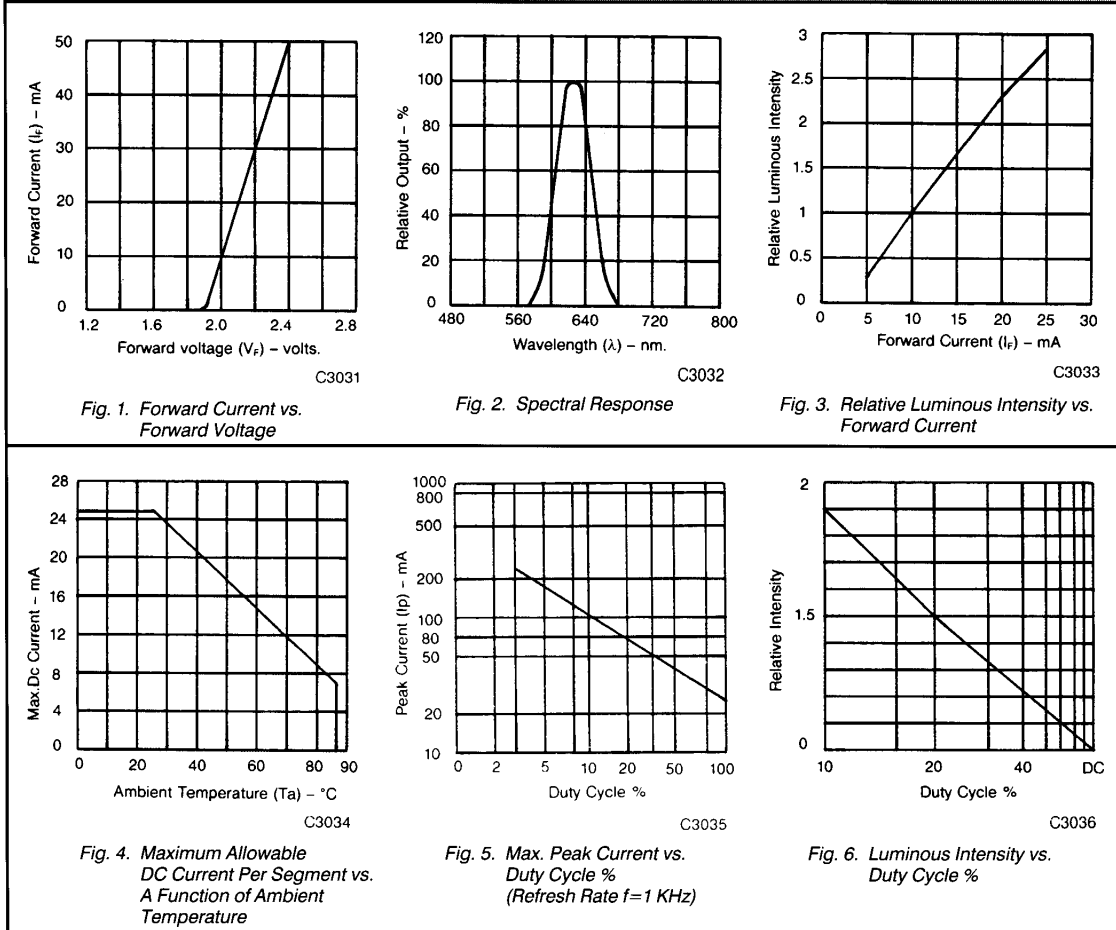 50
40
30
20
10
0
Forward Current (IF) – mA
1.2 1.6 2.0 2.4 2.8
Forward voltage (VF) – volts.
C3031
Fig. 1. Forward Current vs.
Forward Voltage
120
100
80
60
40
20
0
Relative Output – %
480 560 640 720 800
Wavelength (λ) – nm.
C3032
Fig. 2. Spectral Response
3
2.5
2
1.5
1
0.5
0
Relative Luminous Intensity
0 5 10 15 20 25 30
Forward Current (IF) – mA
C3033
Fig. 3. Relative Luminous Intensity vs.
Forward Current
28
24
20
16
12
8
4
0
Max.Dc Current – mA
0 20 40 60 80 90
Ambient Temperature (Ta) – °C
C3034
Fig. 4. Maximum Allowable
DC Current Per Segment vs.
A Function of Ambient
Temperature
1000
800
500
200
100
80
50
20
10
Peak Current (Ip) – mA
0 2 5 10 20 50 100
Duty Cycle %
C3035
Fig. 5. Max. Peak Current vs.
Duty Cycle %
(Refresh Rate f=1 KHz)
2
1.5
0
Relative Intensity
10 20 40 DC
Duty Cycle %
C3036
Fig. 6. Luminous Intensity vs.
Duty Cycle %